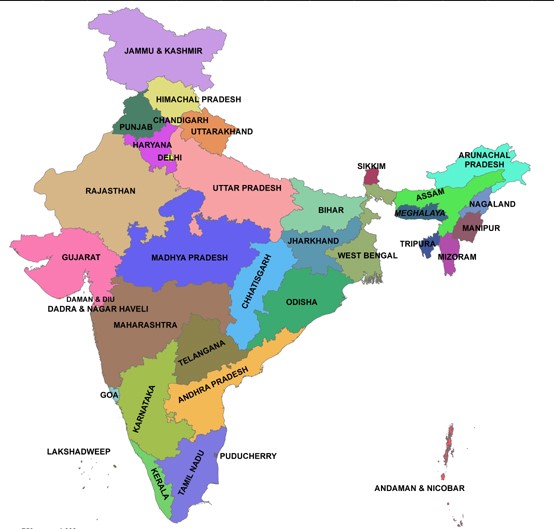 JAMMU & KASHMIR
HIMACHAL PRADESH
CHANDIGARH
PUNJAB
UTTARAKHAND
HARYANA
DELHI
ARUNACHAL
PRADESH
SIKKIM
RAJASTHAN
UTTAR PRADESH
ASSAM
NAGALAND
BIHAR
MEGHALAYA
MANIPUR
JHARKHAND
TRIPURA
WEST BENGAL
MIZORAM
GUJARAT
MADHYA PRADESH
CHHATISGARH
DAMAN & DIU
ODISHA
DADRA & NAGAR HAVELI
MAHARASHTRA
TELANGANA
ANDHRA PRADESH
GOA
KARNATAKA
LAKSHADWEEP
PUDUCHERRY
KERALA
TAMIL NADU
ANDAMAN & NICOBAR